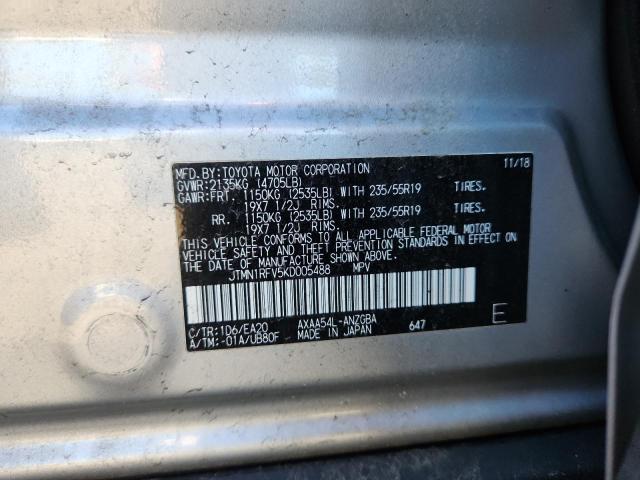 MFD. BY: TOYOTA MOTOR CORPORATION 11/18
GVWR: 2135KG (4705LB)
GAWR: FRT. 1150KG (2535LB) WITH 235/55R19 TIRES.
19X7 1/2J RIMS.
RR. 1150KG (2535LB) WITH 235/55R19 TIRES.
19X7 1/2J RIMS.
THIS VEHICLE CONFORMS TO ALL APPLICABLE FEDERAL MOTOR
VEHICLE SAFETY AND THEFT PREVENTION STANDARDS IN EFFECT
ON THE DATE OF MANUFACTURE SHOWN ABOVE.
JTMN1RFV5KD005488 MPV
C/TR: 1D6/EA20 AXAA54L-ANZGBA 647 E
A/TM: -01A/UB80F MADE IN JAPAN